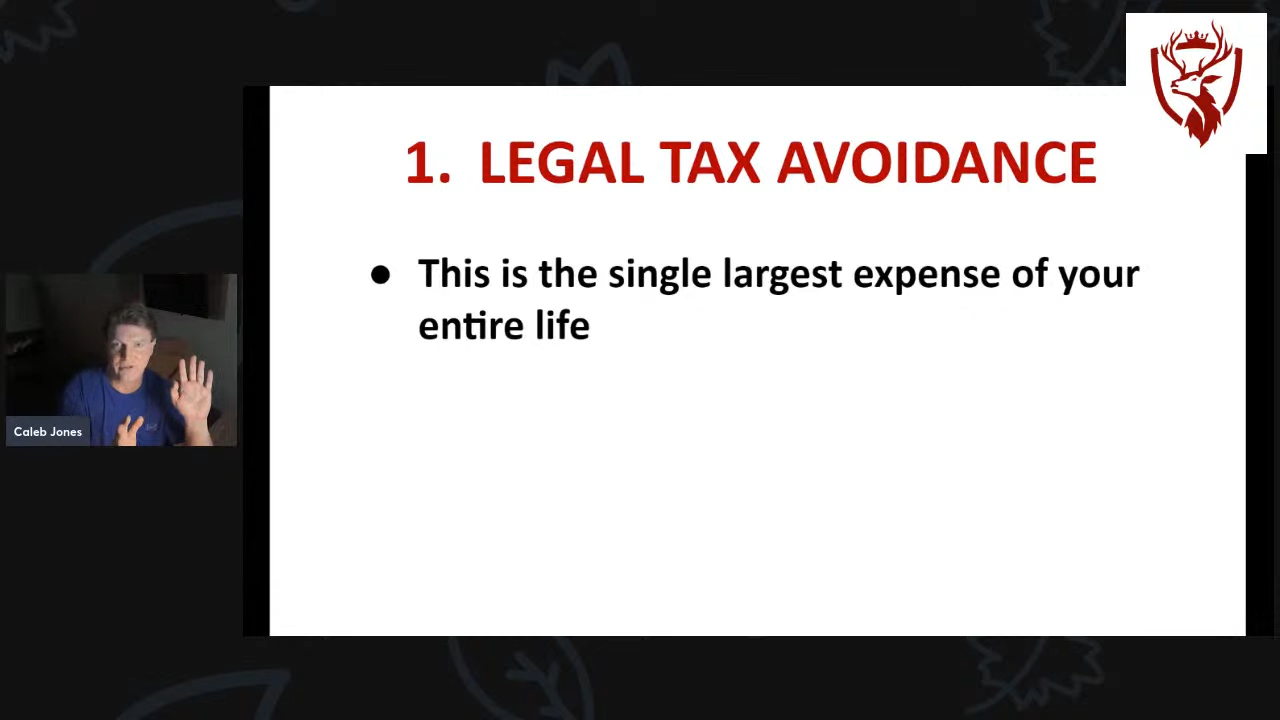 1. LEGAL TAX AVOIDANCE
● This is the single largest expense of your
entire life
Caleb Jones